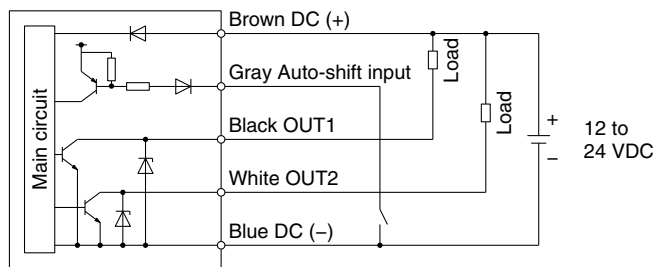 Brown DC (+)
Gray Auto-shift input
Black OUT1
White OUT2
Blue DC (−)
Main circuit
Load
Load
+
−
12 to
24 VDC